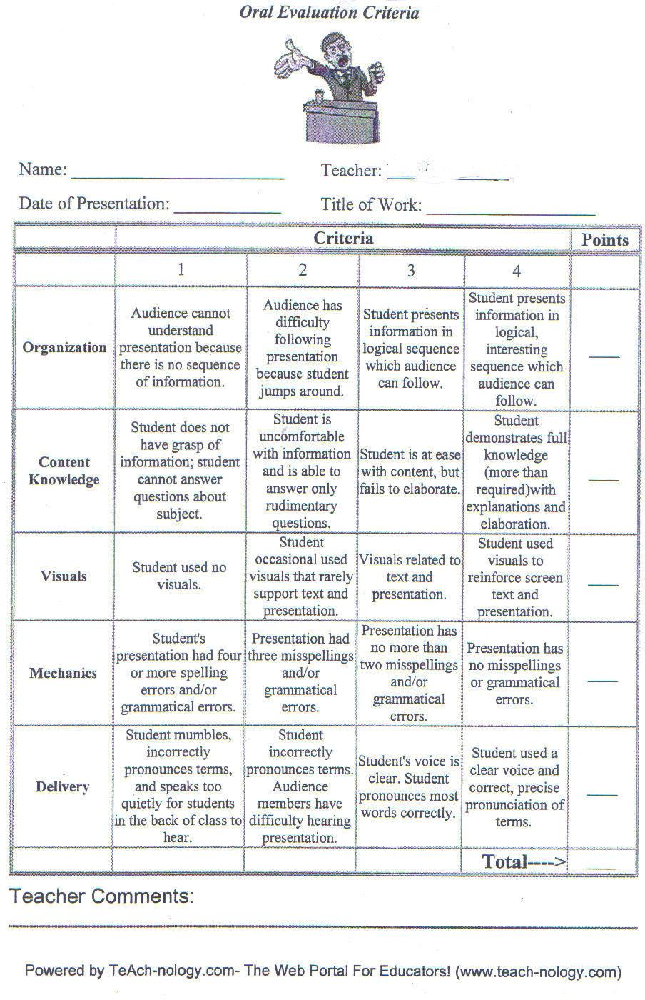 Oral Evaluation Criteria
Name:
Teacher:
Date of Presentation:
Title of Work:
Criteria
Points
1
2
3
4
Organization
Audience cannot
understand
presentation because
there is no sequence
of information.
Audience has
difficulty
following
presentation
because student
jumps around.
Student presents
information in
logical sequence
which audience
can follow.
Student presents
information in
logical,
interesting
sequence which
audience can
follow.
Content
Knowledge
Student does not
have grasp of
information; student
cannot answer
questions about
subject.
Student is
uncomfortable
with information
and is able to
answer only
rudimentary
questions.
Student is at ease
with content, but
fails to elaborate.
Student
demonstrates full
knowledge
(more than
required)with
explanations and
elaboration.
Visuals
Student used no
visuals.
Student
occasional used
visuals that rarely
support text and
presentation.
Visuals related to
text and
presentation.
Student used
visuals to
reinforce screen
text and
presentation.
Mechanics
Student's
presentation had four
or more spelling
errors and/or
grammatical errors.
Presentation had
three misspellings
and/or
grammatical
errors.
Presentation has
no more than
two misspellings
and/or
grammatical
errors.
Presentation has
no misspellings
or grammatical
errors.
Delivery
Student mumbles,
incorrectly
pronounces terms,
and speaks too
quietly for students
in the back of class to
hear.
Student
incorrectly
pronounces terms.
Audience
members have
difficulty hearing
presentation.
Student's voice is
clear. Student
pronounces most
words correctly.
Student used a
clear voice and
correct, precise
pronunciation of
terms.
Total---->
Teacher Comments:
Powered by TeAch-nology.com- The Web Portal For Educators! (www.teach-nology.com)